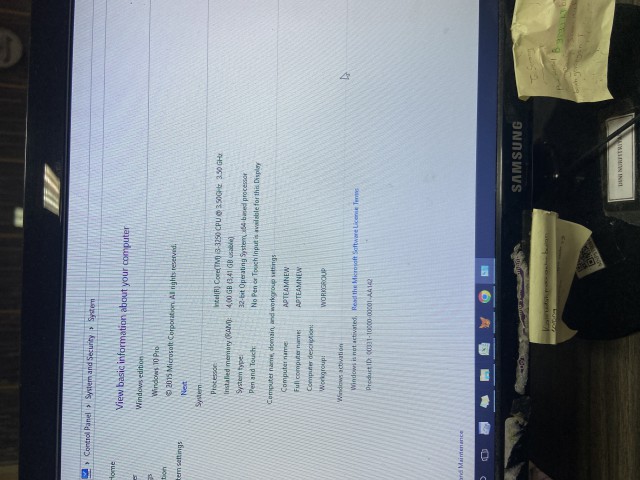 > Control Panel > System and Security > System
View basic information about your computer
Windows edition
Windows 10 Pro
© 2015 Microsoft Corporation. All rights reserved.
Next
System
Processor: Intel(R) Core(TM) i3-3250 CPU @ 3.50GHz 3.50 GHz
Installed memory (RAM): 4,00 GB (3,41 GB usable)
System type: 32-bit Operating System, x64-based processor
Pen and Touch: No Pen or Touch Input is available for this Display
Computer name, domain, and workgroup settings
Computer name: APTEAMNEW
Full computer name: APTEAMNEW
Computer description:
Workgroup: WORKGROUP
Windows activation
Windows is not activated. Read the Microsoft Software License Terms
Product ID: 00331-10000-00001-AA142
Home
tem settings
and Maintenance
SAMSUNG